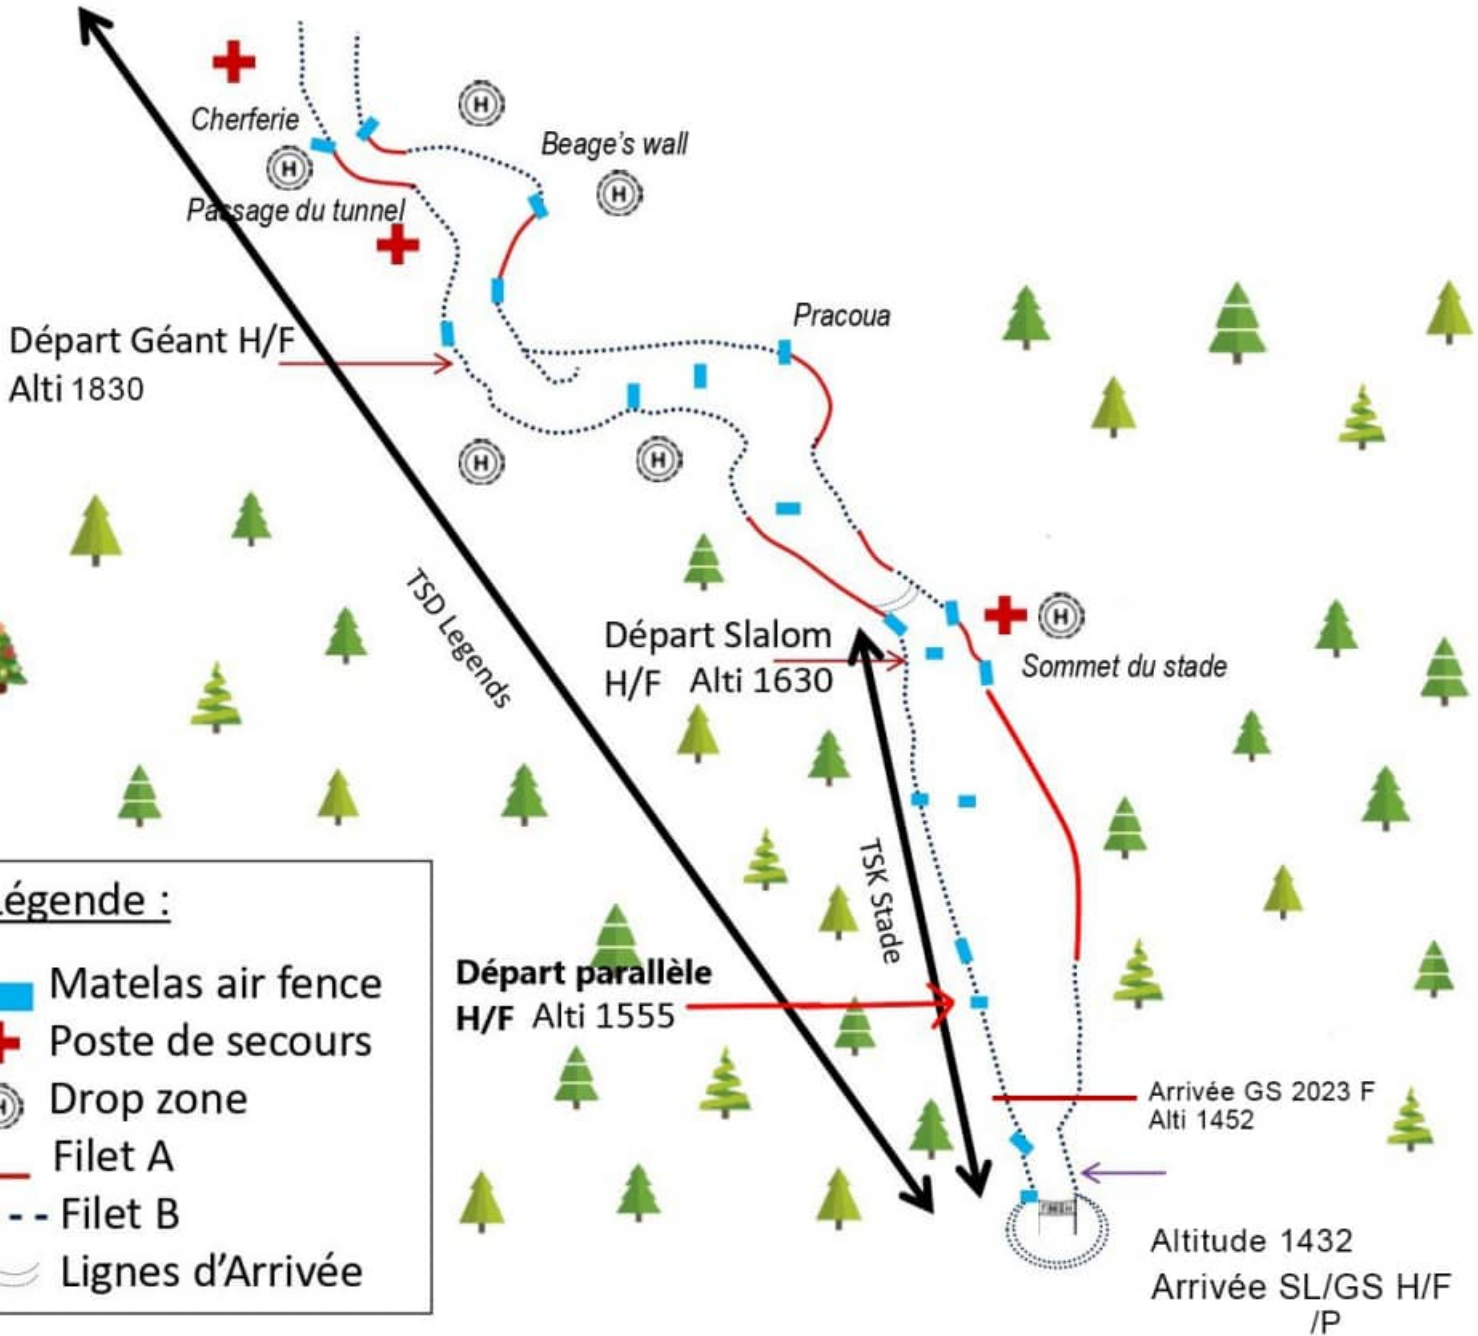 Cherferie
H
Beage's wall
H
H
Passage du tunnel
Départ Géant H/F
Alti 1830
Pracoua
H
H
TSD Legends
Départ Slalom
H/F Alti 1630
H
Sommet du stade
TSK Stade
Départ parallèle
H/F Alti 1555
Arrivée GS 2023 F
Alti 1452
FINISH
Altitude 1432
Arrivée SL/GS H/F
/P
Légende :
Matelas air fence
Poste de secours
H
Drop zone
Filet A
Filet B
Lignes d'Arrivée